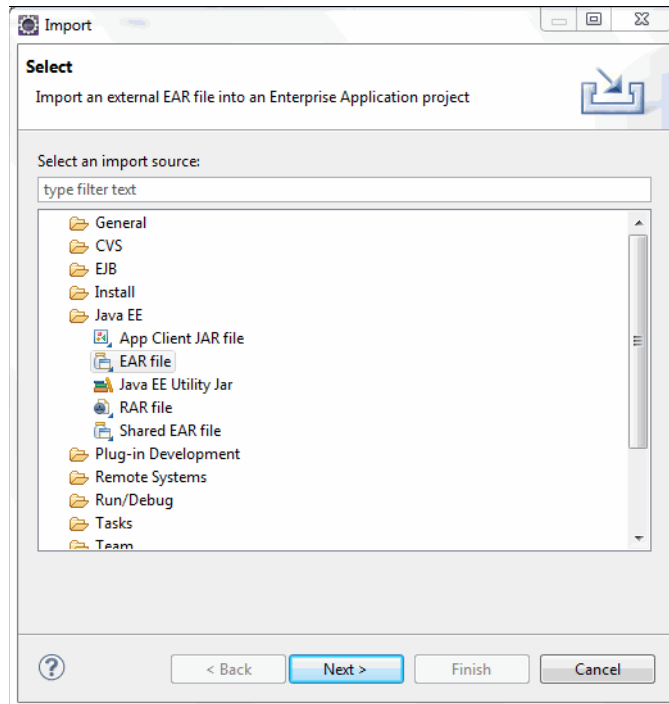 Import
Select
Import an external EAR file into an Enterprise Application project
Select an import source:
type filter text
General
CVS
EJB
Install
Java EE
App Client JAR file
EAR file
Java EE Utility Jar
RAR file
Shared EAR file
Plug-in Development
Remote Systems
Run/Debug
Tasks
Team
? < Back Next > Finish Cancel